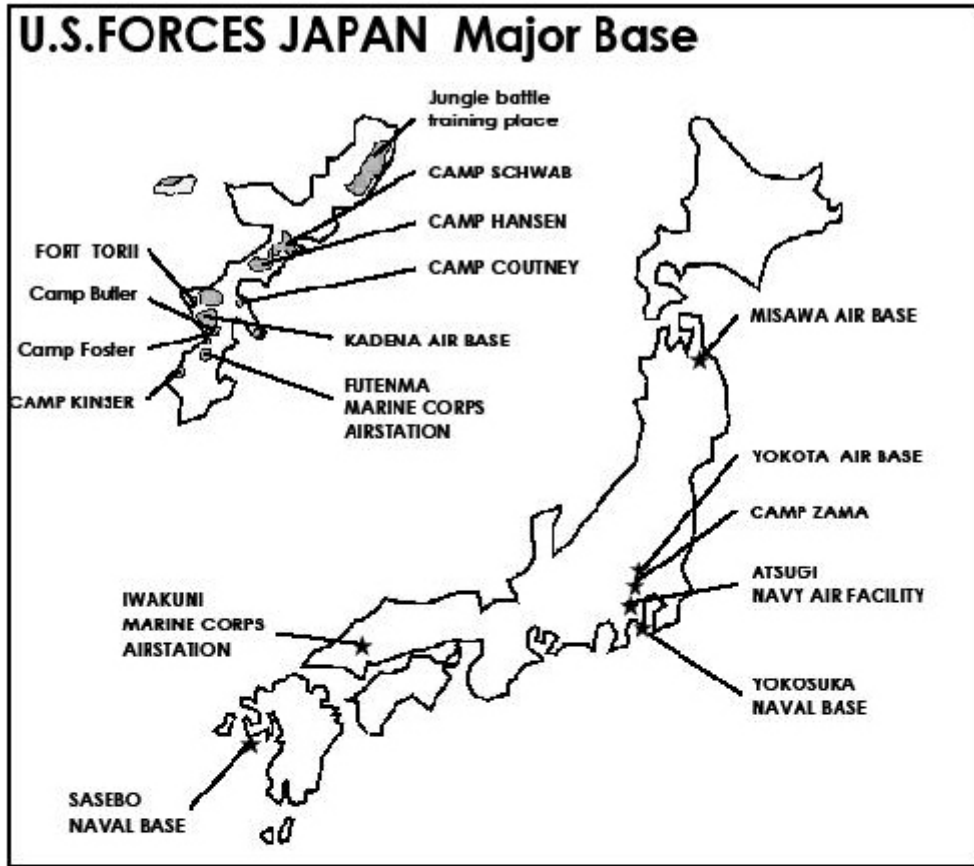 U.S.FORCES JAPAN Major Base
Jungle battle
training place
CAMP SCHWAB
CAMP HANSEN
CAMP COUTNEY
FORT TORII
Camp Butler
Camp Foster
CAMP KINSER
KADENA AIR BASE
FUTENMA
MARINE CORPS
AIRSTATION
MISAWA AIR BASE
YOKOTA AIR BASE
CAMP ZAMA
ATSUGI
NAVY AIR FACILITY
YOKOSUKA
NAVAL BASE
IWAKUNI
MARINE CORPS
AIRSTATION
SASEBO
NAVAL BASE